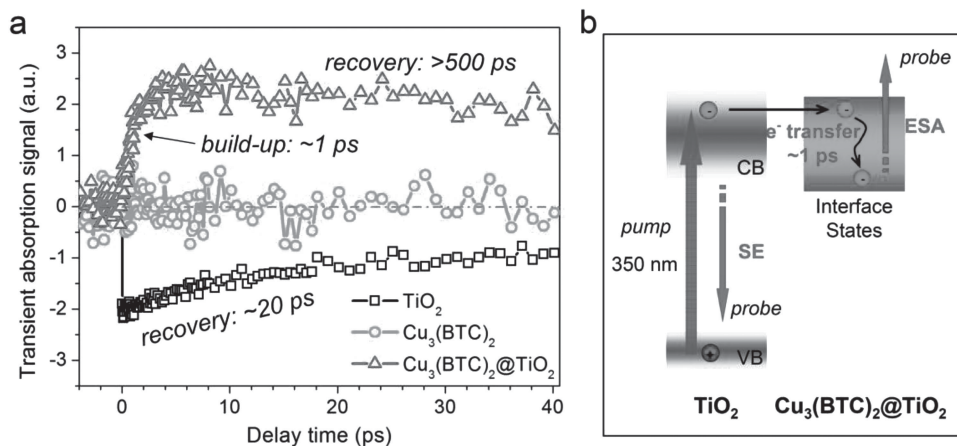 a
Transient absorption signal (a.u.)
3
2
1
0
-1
-2
-3
recovery: >500 ps
build-up: ~1 ps
recovery: ~20 ps
TiO₂
Cu₃(BTC)₂
Cu₃(BTC)₂@TiO₂
0
10
20
30
40
Delay time (ps)
b
probe
e⁻ transfer
~1 ps
ESA
CB
Interface
States
pump
350 nm
SE
probe
VB
TiO₂
Cu₃(BTC)₂@TiO₂